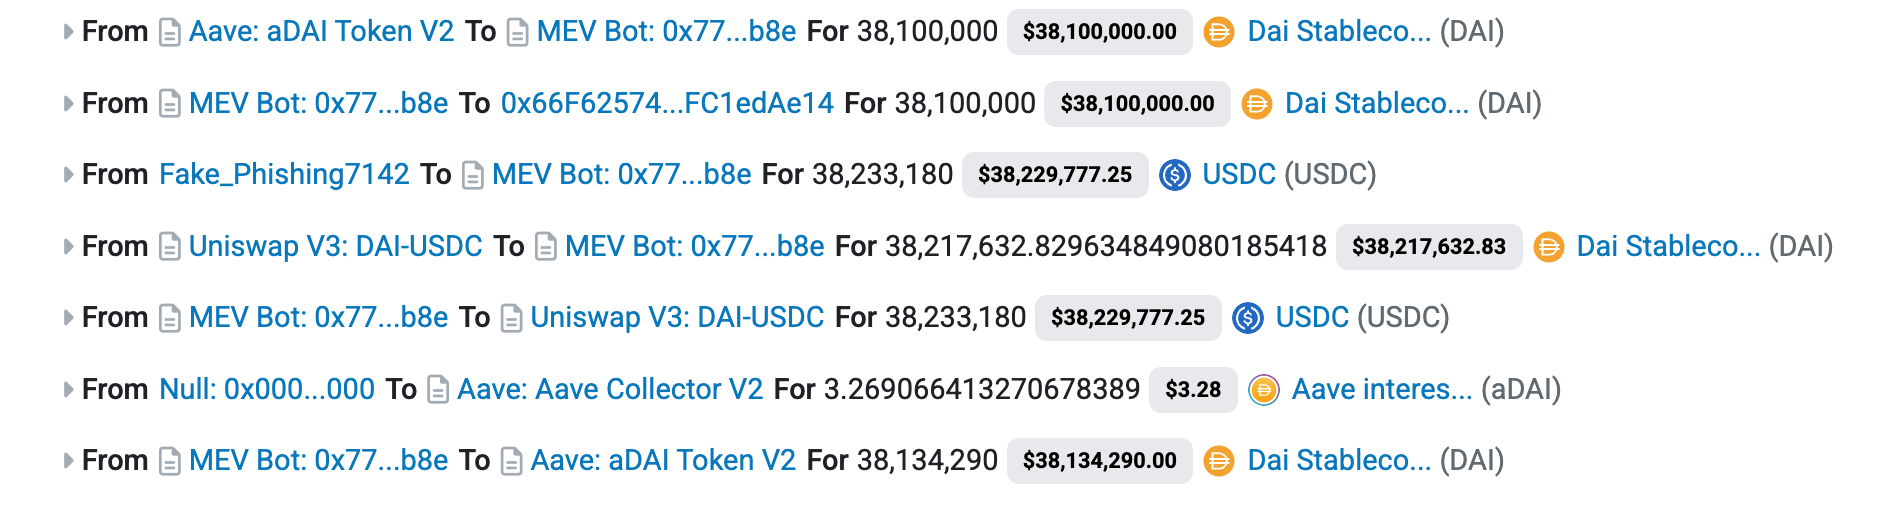 From Aave: aDAI Token V2 To MEV Bot: 0x77...b8e For 38,100,000 $38,100,000.00 Dai Stableco... (DAI)
From MEV Bot: 0x77...b8e To 0x66F62574...FC1edAe14 For 38,100,000 $38,100,000.00 Dai Stableco... (DAI)
From Fake_Phishing7142 To MEV Bot: 0x77...b8e For 38,233,180 $38,229,777.25 USDC (USDC)
From Uniswap V3: DAI-USDC To MEV Bot: 0x77...b8e For 38,217,632.829634849080185418 $38,217,632.83 Dai Stableco... (DAI)
From MEV Bot: 0x77...b8e To Uniswap V3: DAI-USDC For 38,233,180 $38,229,777.25 USDC (USDC)
From Null: 0x000...000 To Aave: Aave Collector V2 For 3.269066413270678389 $3.28 Aave interes... (aDAI)
From MEV Bot: 0x77...b8e To Aave: aDAI Token V2 For 38,134,290 $38,134,290.00 Dai Stableco... (DAI)